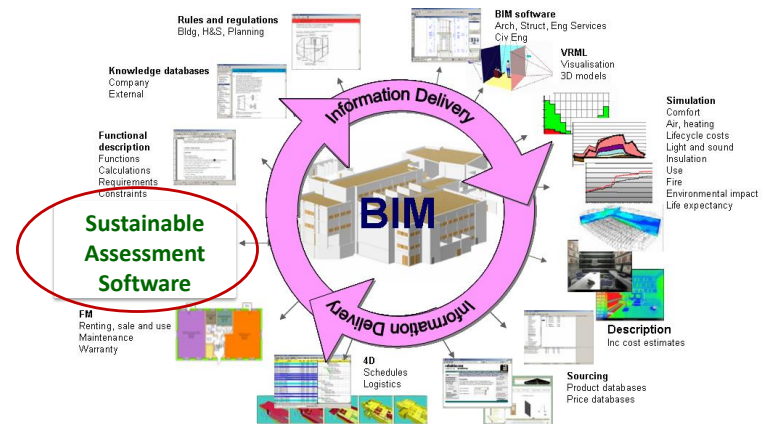 Rules and regulations
Bldg, H&S, Planning
BIM software
Arch, Struct, Eng Services
Civ Eng
VRML
Visualisation
3D models
Knowledge databases
Company
External
Information Delivery
Simulation
Comfort
Air, heating
Lifecycle costs
Light and sound
Insulation
Use
Fire
Environmental impact
Life expectancy
Functional
description
Functions
Calculations
Requirements
Constraints
BIM
Sustainable
Assessment
Software
Information Delivery
FM
Renting, sale and use
Maintenance
Warranty
Description
Inc cost estimates
4D
Schedules
Logistics
Sourcing
Product databases
Price databases